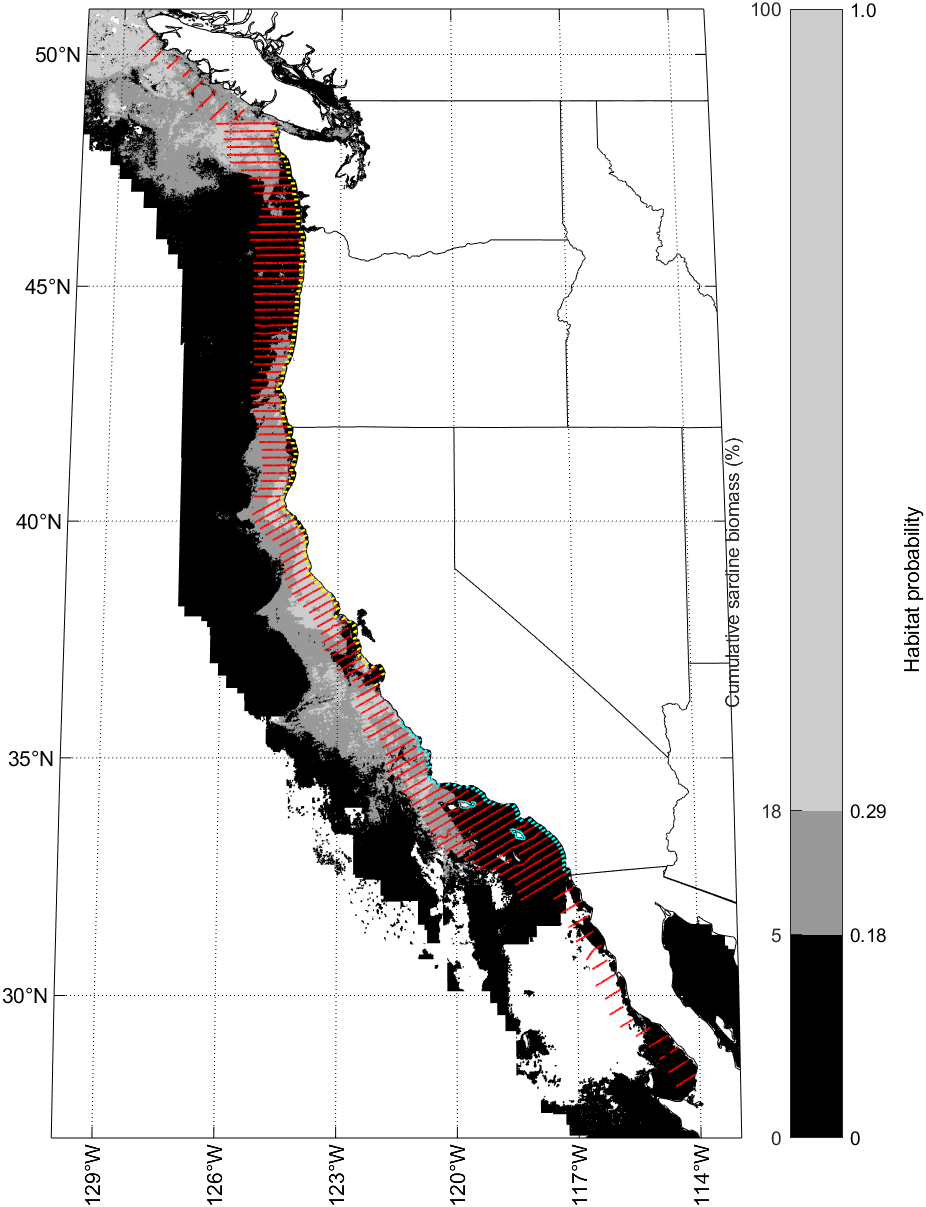 50°N
45°N
40°N
35°N
30°N
129°W
126°W
123°W
120°W
117°W
114°W
100
18
5
0
Cumulative sardine biomass (%)
1.0
0.29
0.18
0
Habitat probability